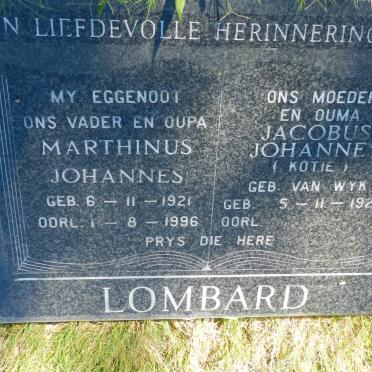 N LIEFDEVOLLE HERINNERING
MY EGGENOOT
ONS VADER EN OUPA
MARTHINUS
JOHANNES
GEB. 6 – 11 – 1921
OORL. 1 – 8 – 1996
ONS MOEDER
EN OUMA
JACOBUS
JOHANNE
( KOTIE )
GEB. VAN WYK
GEB. 5 – 11 – 192
OORL
PRYS DIE HERE
LOMBARD